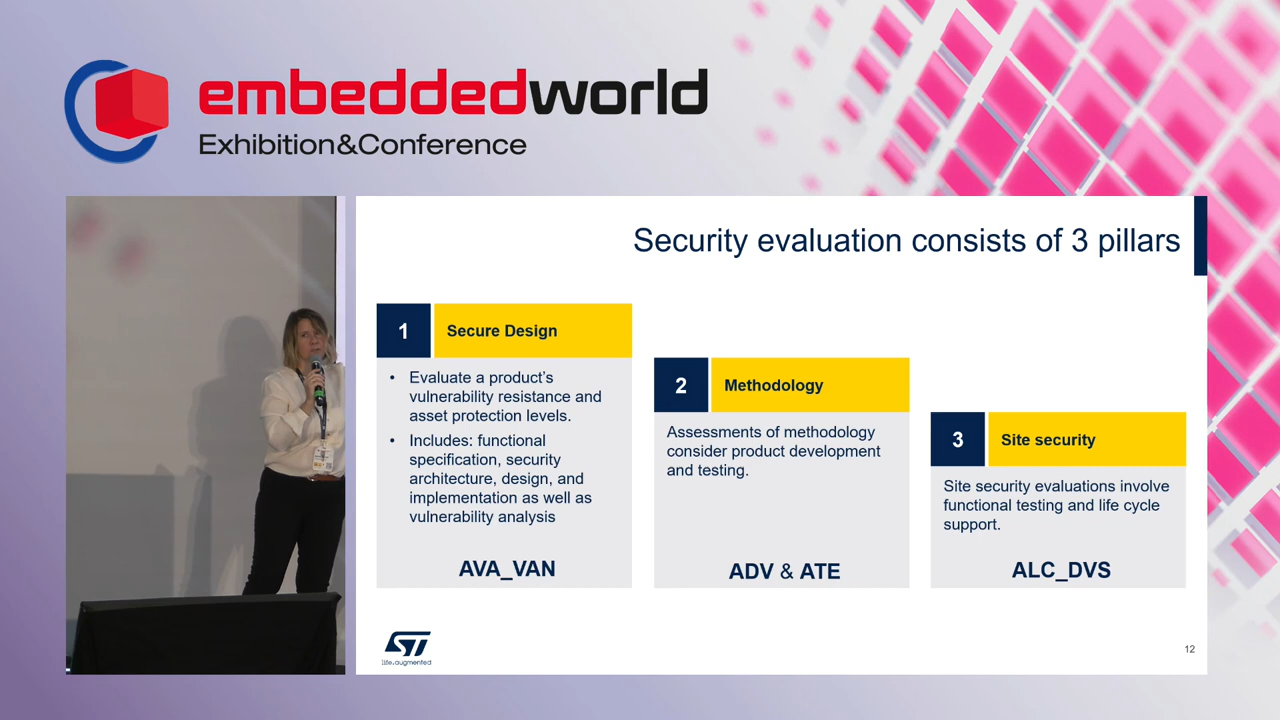 embeddedworld
Exhibition&Conference
Security evaluation consists of 3 pillars
1
Secure Design
• Evaluate a product's
vulnerability resistance and
asset protection levels.
• Includes: functional
specification, security
architecture, design, and
implementation as well as
vulnerability analysis
AVA_VAN
2
Methodology
Assessments of methodology
consider product development
and testing.
ADV & ATE
3
Site security
Site security evaluations involve
functional testing and life cycle
support.
ALC_DVS
ST
life.augmented
12